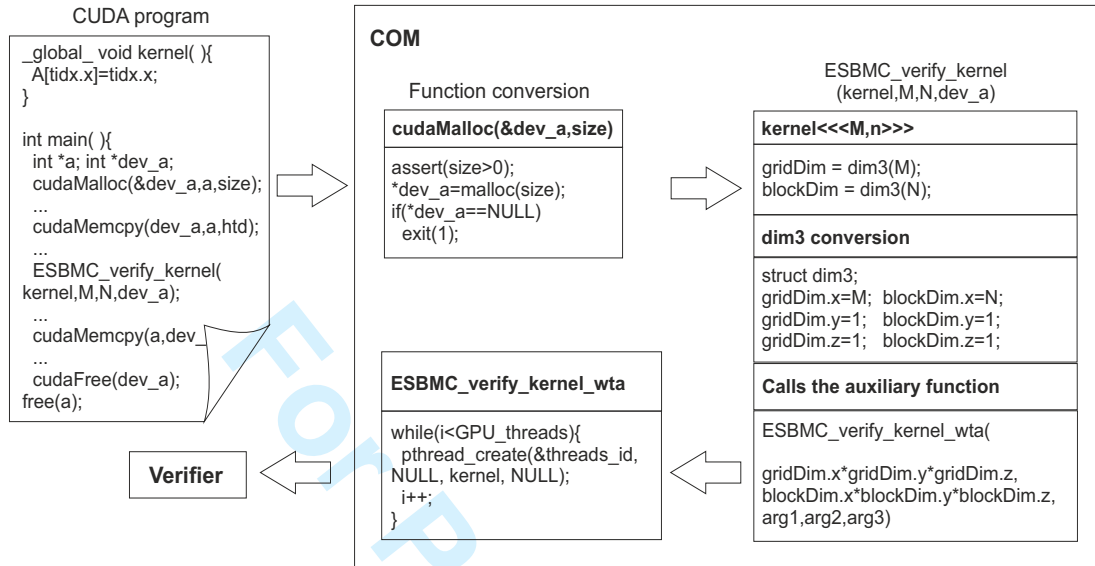 CUDA program
_global_ void kernel( ){
A[tidx.x]=tidx.x;
}
int main( ){
int *a; int *dev_a;
cudaMalloc(&dev_a,a,size);
...
cudaMemcpy(dev_a,a,htd);
...
ESBMC_verify_kernel(
kernel,M,N,dev_a);
...
cudaMemcpy(a,dev_
...
cudaFree(dev_a);
free(a);
COM
Function conversion
cudaMalloc(&dev_a,size)
assert(size>0);
*dev_a=malloc(size);
if(*dev_a==NULL)
exit(1);
ESBMC_verify_kernel
(kernel,M,N,dev_a)
kernel<<<M,n>>>
gridDim = dim3(M);
blockDim = dim3(N);
dim3 conversion
struct dim3;
gridDim.x=M; blockDim.x=N;
gridDim.y=1; blockDim.y=1;
gridDim.z=1; blockDim.z=1;
Calls the auxiliary function
ESBMC_verify_kernel_wta(
gridDim.x*gridDim.y*gridDim.z,
blockDim.x*blockDim.y*blockDim.z,
arg1,arg2,arg3)
ESBMC_verify_kernel_wta
while(i<GPU_threads){
pthread_create(&threads_id,
NULL, kernel, NULL);
i++;
}
Verifier
For P